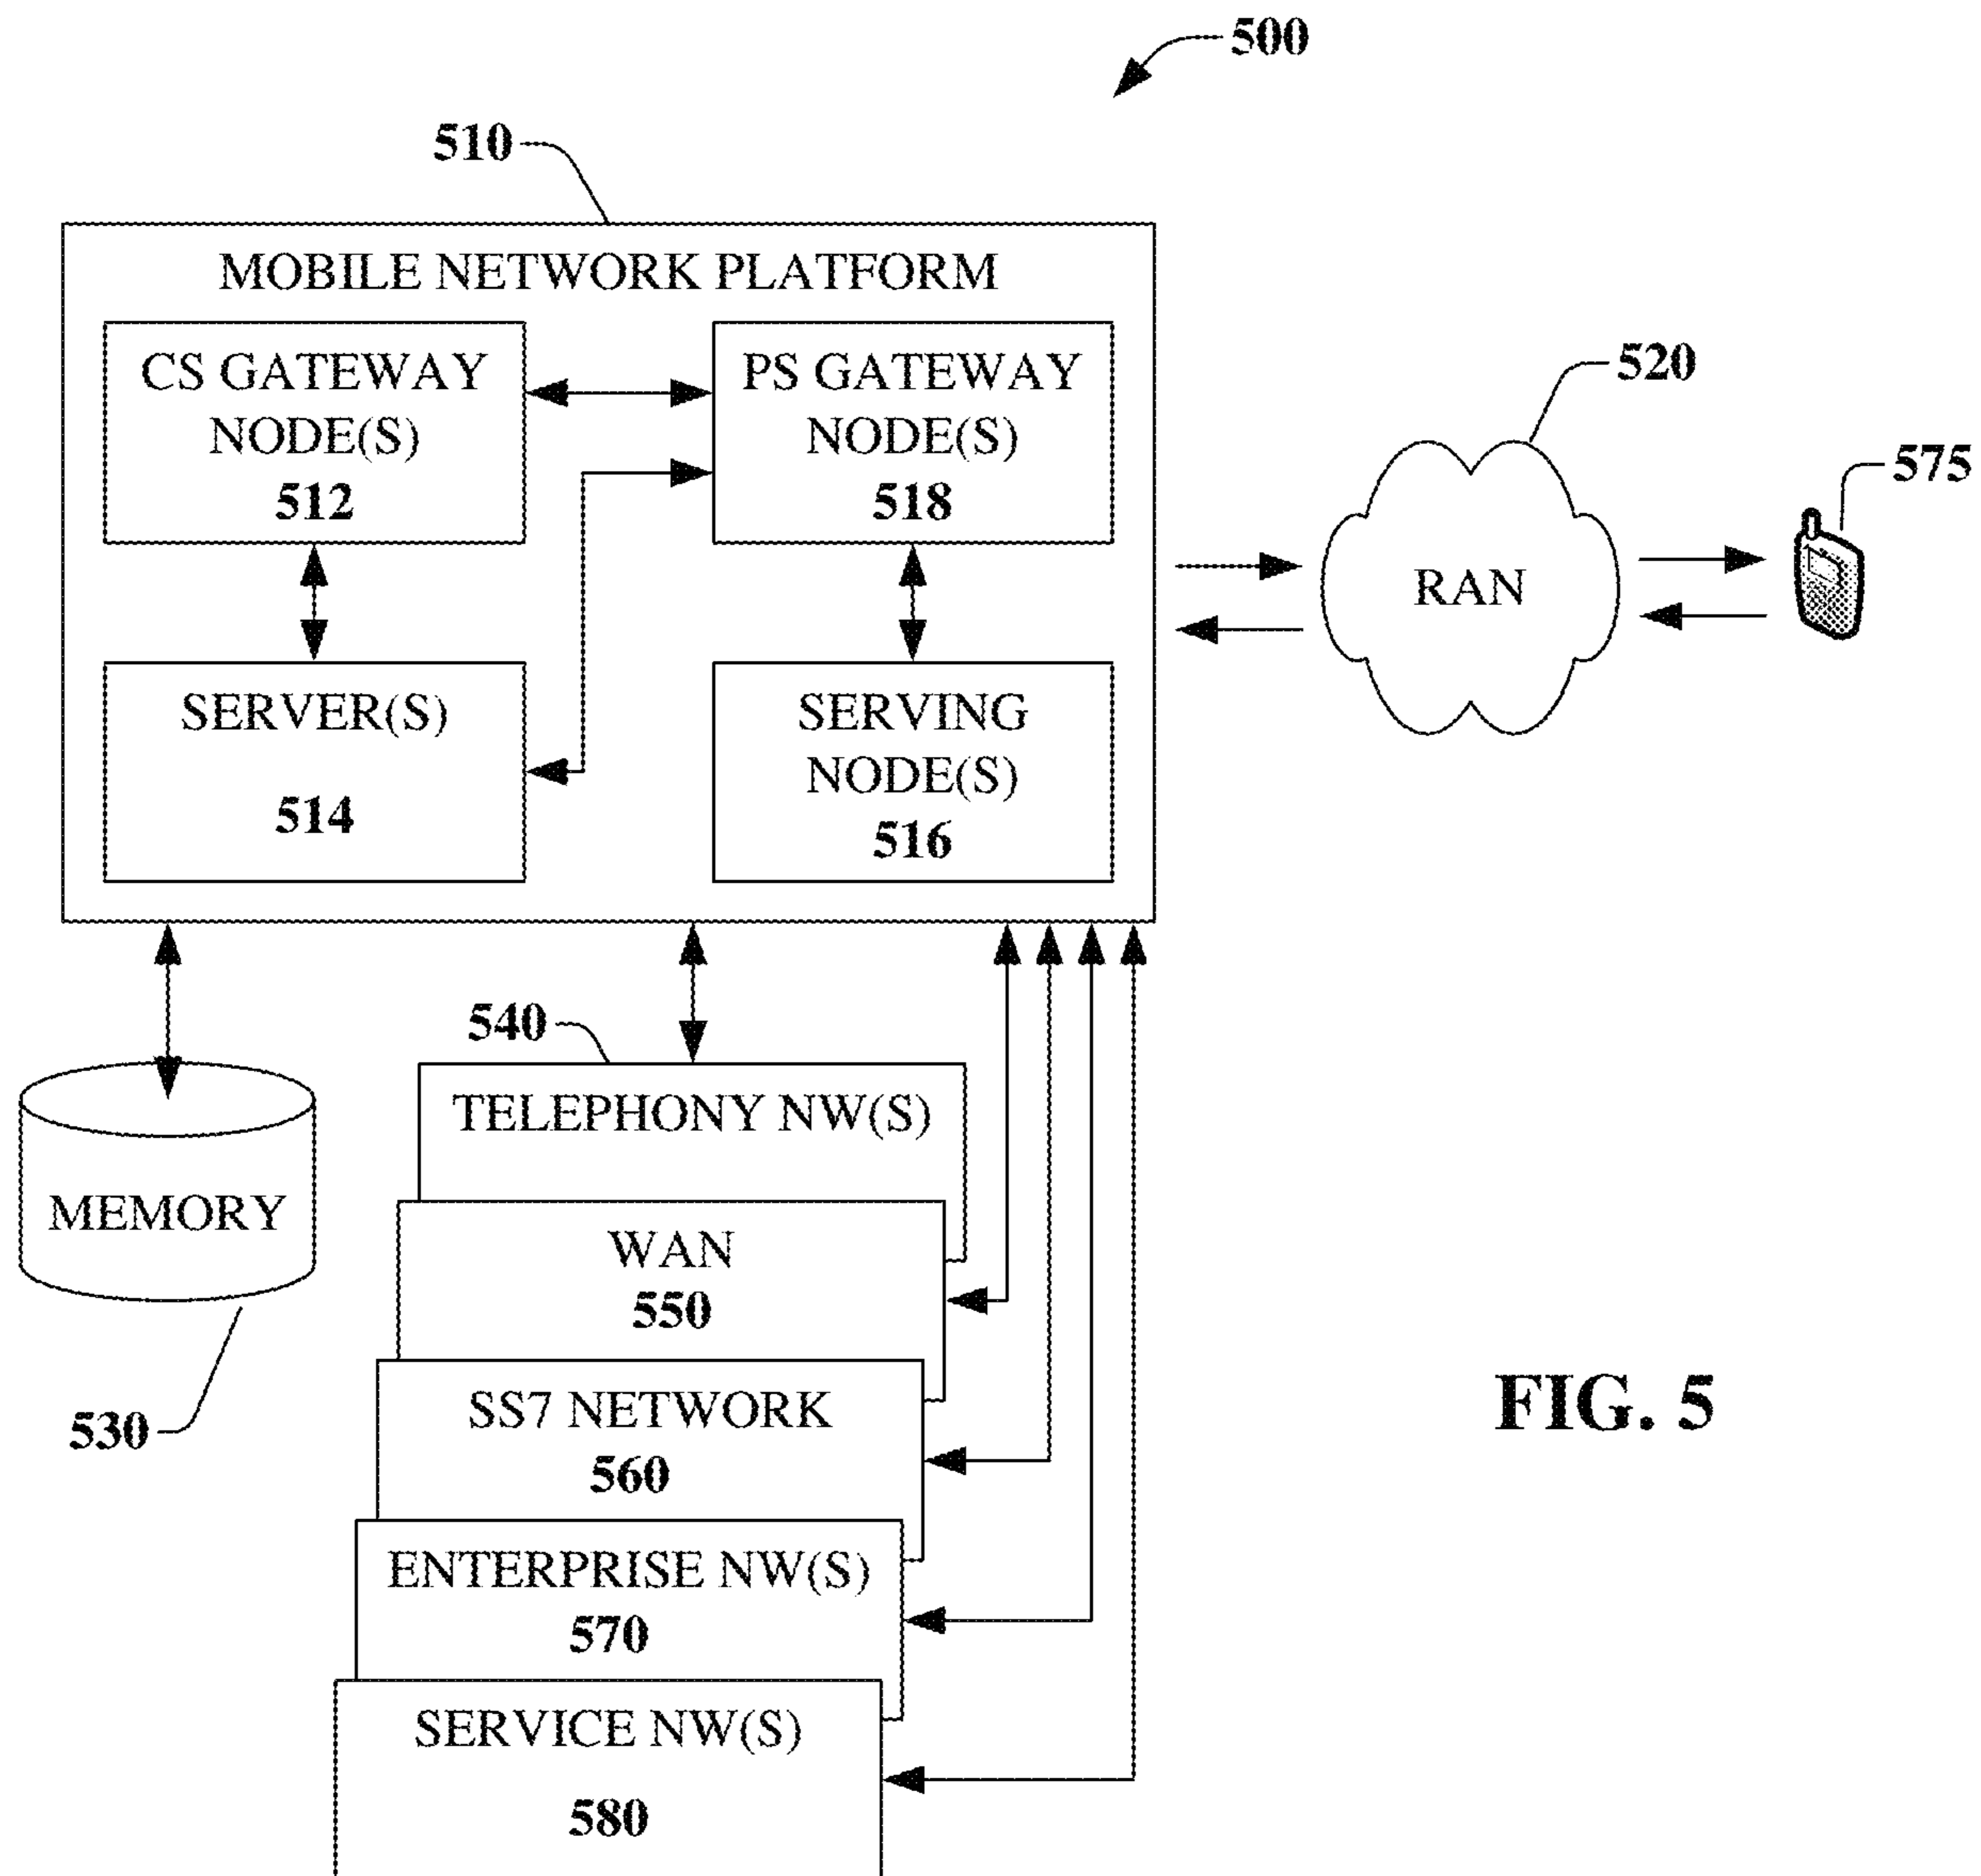 500
510
MOBILE NETWORK PLATFORM
CS GATEWAY
NODE(S)
512
PS GATEWAY
NODE(S)
518
SERVER(S)
514
SERVING
NODE(S)
516
520
RAN
575
540
TELEPHONY NW(S)
MEMORY
530
WAN
550
SS7 NETWORK
560
ENTERPRISE NW(S)
570
SERVICE NW(S)
580
FIG. 5